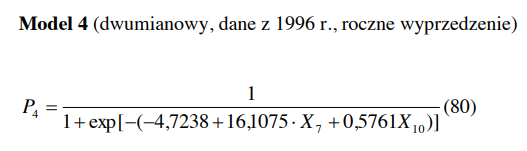 Model 4 (dwumianowy, dane z 1996 r., roczne wyprzedzenie)
P₄ = 1 / 1+exp[−(−4,7238+16,1075·X₇+0,5761X₁₀)] (80)